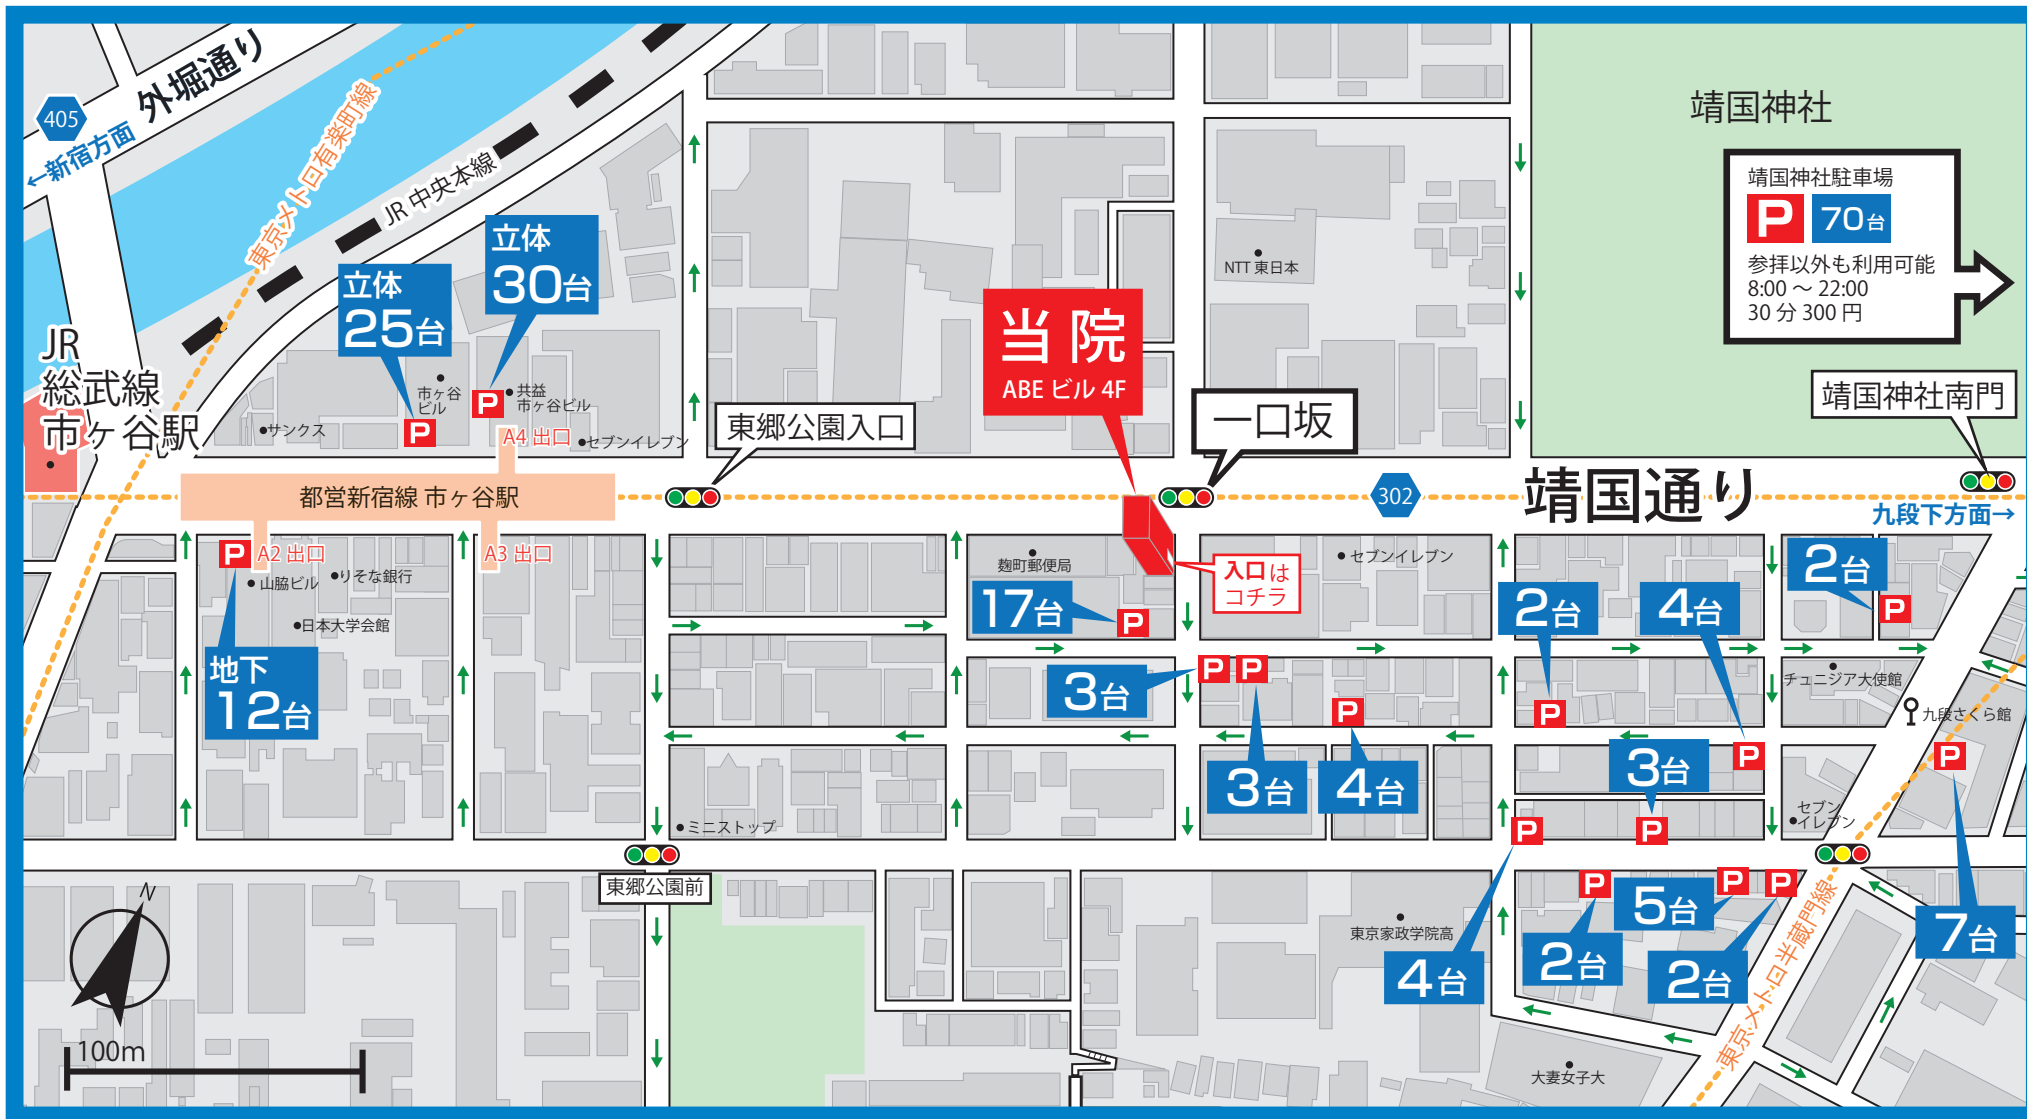 外堀通り
405
←新宿方面
東京メトロ有楽町線
JR 中央本線
靖国神社
靖国神社駐車場
P 70台
参拝以外も利用可能
8:00 ～ 22:00
30 分 300 円
立体
30台
立体
25台
NTT 東日本
当 院
ABE ビル 4F
JR
総武線
市ヶ谷駅
市ヶ谷
ビル
P
共益
市ヶ谷ビル
P
サンクス
A4 出口
セブンイレブン
東郷公園入口
一口坂
靖国神社南門
都営新宿線 市ヶ谷駅
302
靖国通り
九段下方面→
P
A2 出口
A3 出口
山脇ビル
りそな銀行
日本大学会館
地下
12台
麹町郵便局
17台
P
入口は
コチラ
セブンイレブン
2台
4台
2台
P
3台
P
P
P
P
チュニジア大使館
九段さくら館
3台
4台
3台
P
P
ミニストップ
P
P
セブン
イレブン
東郷公園前
N
100m
東京家政学院高
4台
P
2台
5台
P
P
2台
7台
東京メトロ半蔵門線
大妻女子大